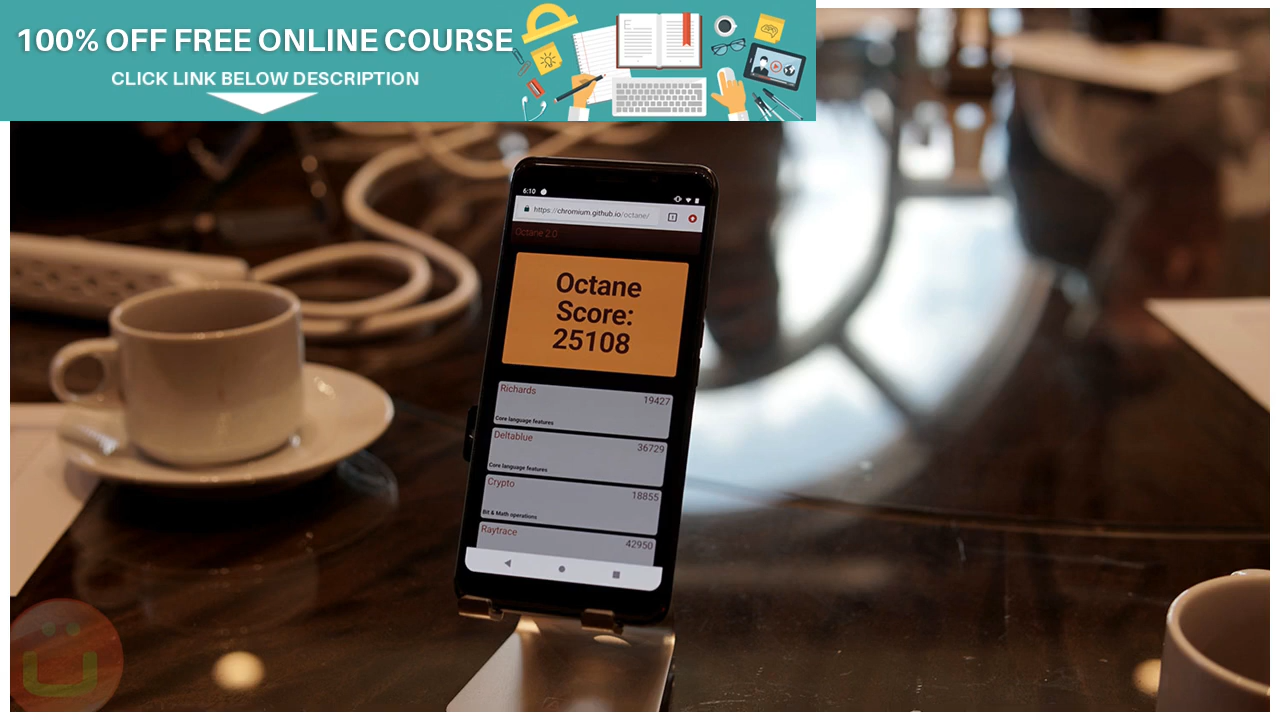 100% OFF FREE ONLINE COURSE
CLICK LINK BELOW DESCRIPTION
6:10
https://chromium.github.io/octane/
Octane 2.0
Octane
Score:
25108
Richards
19427
Core language features
Deltablue
36729
Core language features
Crypto
18855
Bit & Math operations
Raytrace
42950